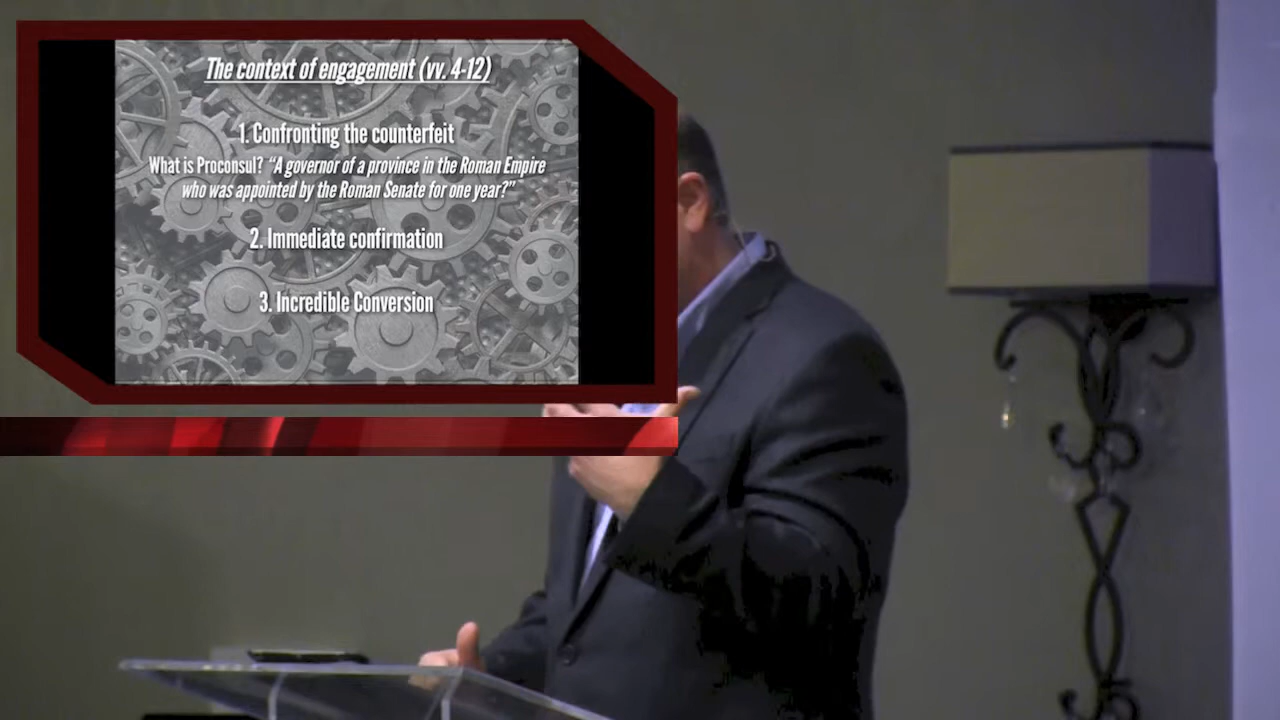 The context of engagement (vv. 4-12)
1. Confronting the counterfeit
What is Proconsul? “A governor of a province in the Roman Empire
who was appointed by the Roman Senate for one year?”
2. Immediate confirmation
3. Incredible Conversion